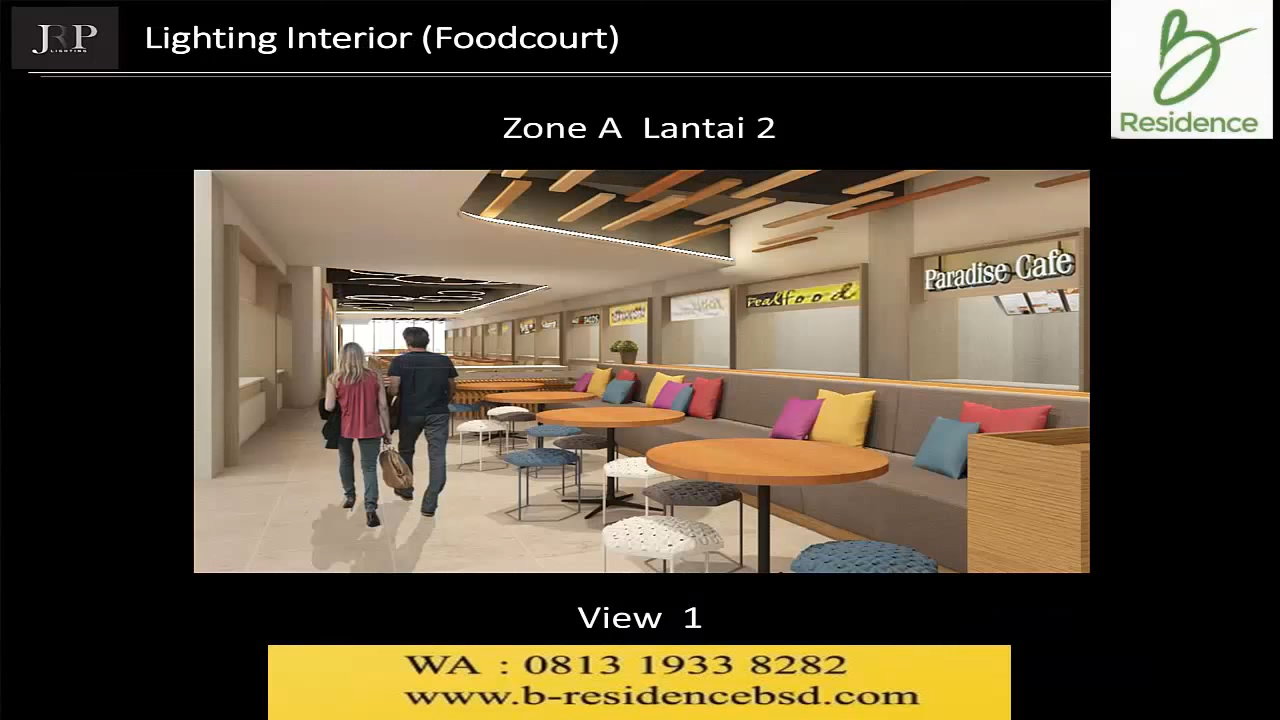 JRP
LIGHTING
Lighting Interior (Foodcourt)
B
Residence
Zone A Lantai 2
Paradise Cafe
Realfood
View 1
WA : 0813 1933 8282
www.b-residencebsd.com